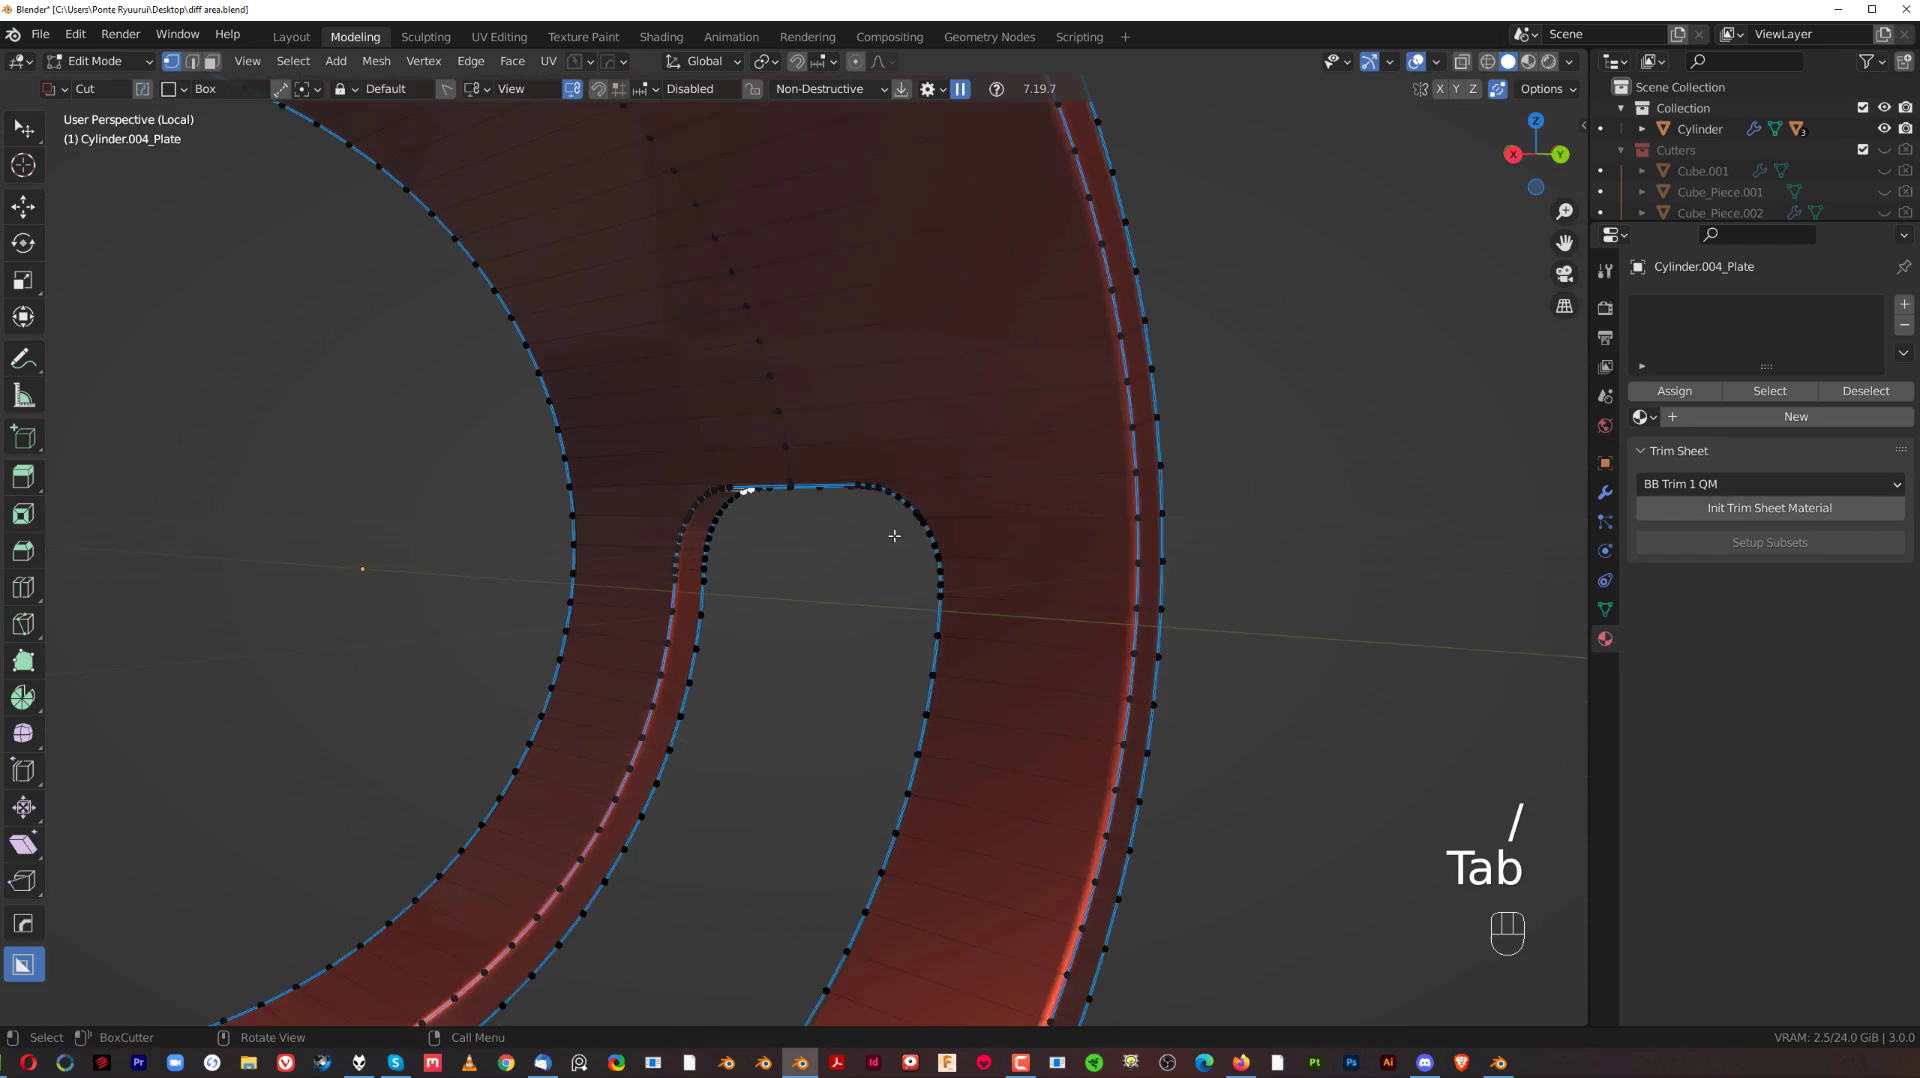 Blender* [C:\Users\Ponte Ryuurui\Desktop\diff area.blend]
File Edit Render Window Help Layout Modeling Sculpting UV Editing Texture Paint Shading Animation Rendering Compositing Geometry Nodes Scripting + Scene ViewLayer
Edit Mode View Select Add Mesh Vertex Edge Face UV Global
Cut Box Default View Disabled Non-Destructive 7.19.7 X Y Z Options
User Perspective (Local)
(1) Cylinder.004_Plate
Z
X Y
Scene Collection
Collection
Cylinder 3
Cutters
Cube.001
Cube_Piece.001
Cube_Piece.002
Cylinder.004_Plate
Assign Select Deselect
New
Trim Sheet
BB Trim 1 QM
Init Trim Sheet Material
Setup Subsets
/
Tab
Select BoxCutter Rotate View Call Menu VRAM: 2.5/24.0 GiB | 3.0.0